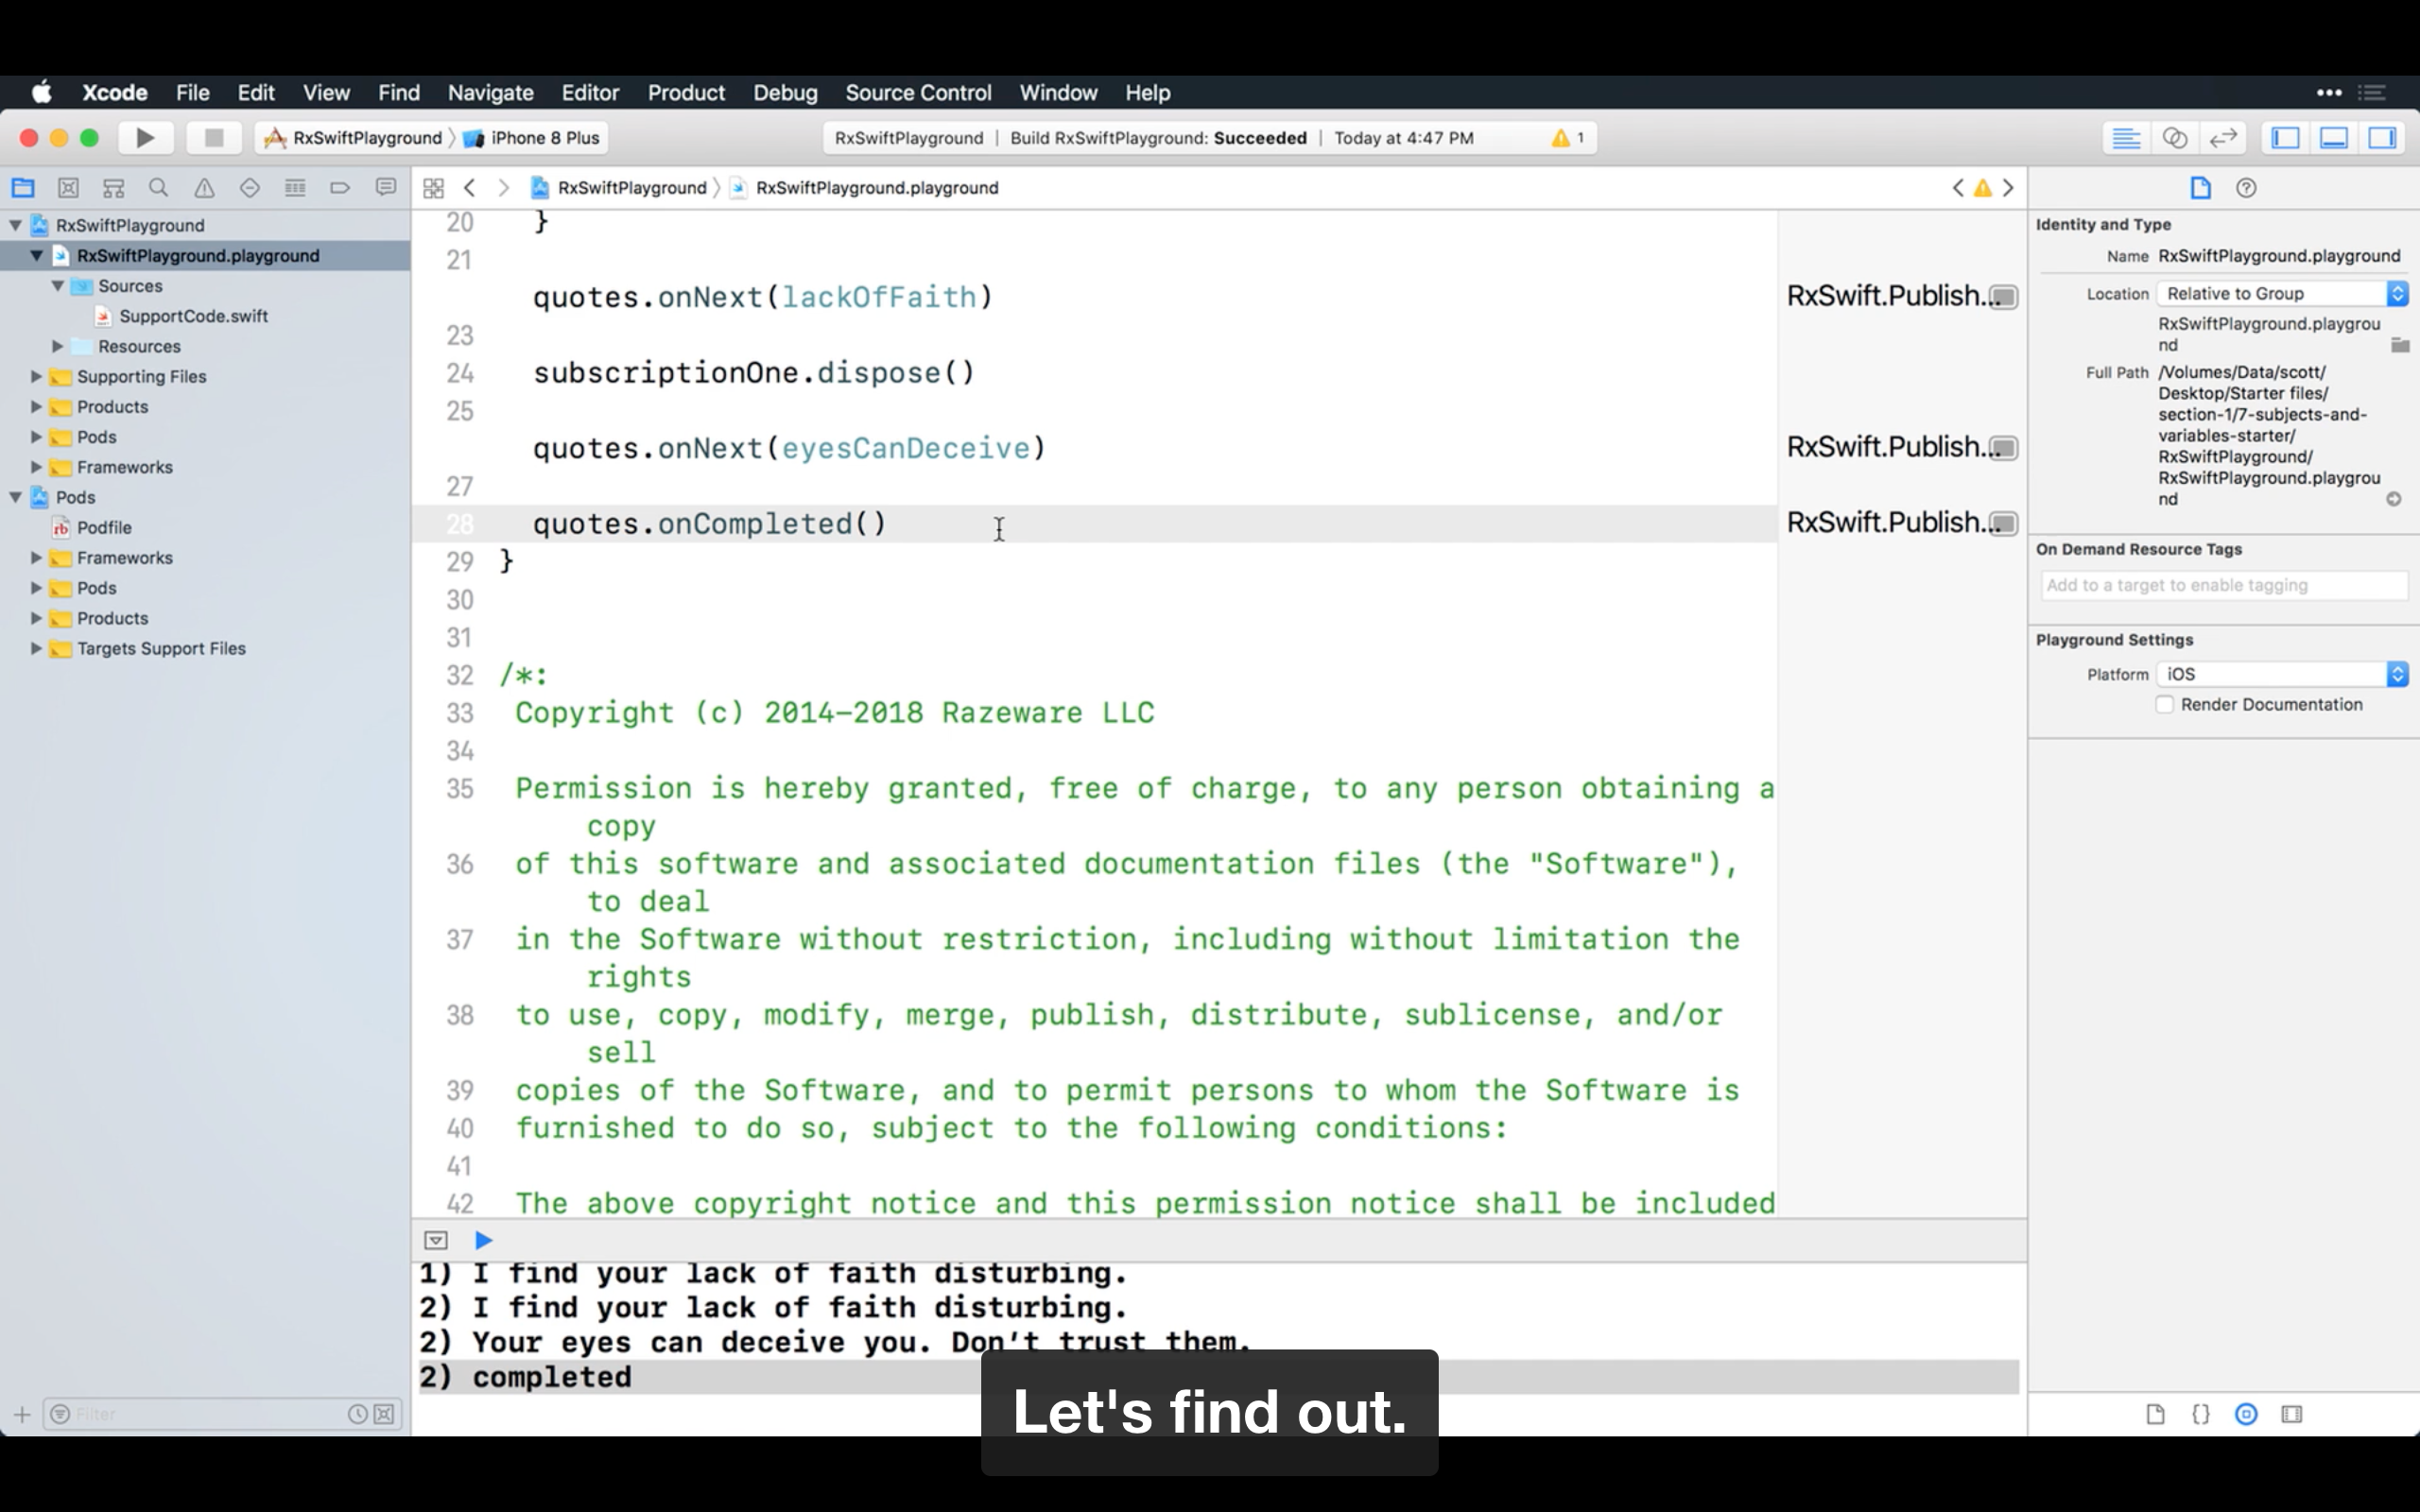 Xcode File Edit View Find Navigate Editor Product Debug Source Control Window Help
RxSwiftPlayground 〉 iPhone 8 Plus
RxSwiftPlayground | Build RxSwiftPlayground: Succeeded | Today at 4:47 PM
1
RxSwiftPlayground 〉 RxSwiftPlayground.playground
RxSwiftPlayground
RxSwiftPlayground.playground
Sources
SupportCode.swift
Resources
Supporting Files
Products
Pods
Frameworks
Pods
Podfile
Frameworks
Pods
Products
Targets Support Files
Filter
20 }
21
quotes.onNext(lackOfFaith)
23
24 subscriptionOne.dispose()
25
quotes.onNext(eyesCanDeceive)
27
28 quotes.onCompleted()
29 }
30
31
32 /*:
33 Copyright (c) 2014-2018 Razeware LLC
34
35 Permission is hereby granted, free of charge, to any person obtaining a
copy
36 of this software and associated documentation files (the "Software"),
to deal
37 in the Software without restriction, including without limitation the
rights
38 to use, copy, modify, merge, publish, distribute, sublicense, and/or
sell
39 copies of the Software, and to permit persons to whom the Software is
40 furnished to do so, subject to the following conditions:
41
42 The above copyright notice and this permission notice shall be included
RxSwift.Publish...
RxSwift.Publish...
RxSwift.Publish...
1) I find your lack of faith disturbing.
2) I find your lack of faith disturbing.
2) Your eyes can deceive you. Don't trust them.
2) completed
Let's find out.
Identity and Type
Name RxSwiftPlayground.playground
Location Relative to Group
RxSwiftPlayground.playgrou
nd
Full Path /Volumes/Data/scott/
Desktop/Starter files/
section-1/7-subjects-and-
variables-starter/
RxSwiftPlayground/
RxSwiftPlayground.playgrou
nd
On Demand Resource Tags
Add to a target to enable tagging
Playground Settings
Platform iOS
Render Documentation